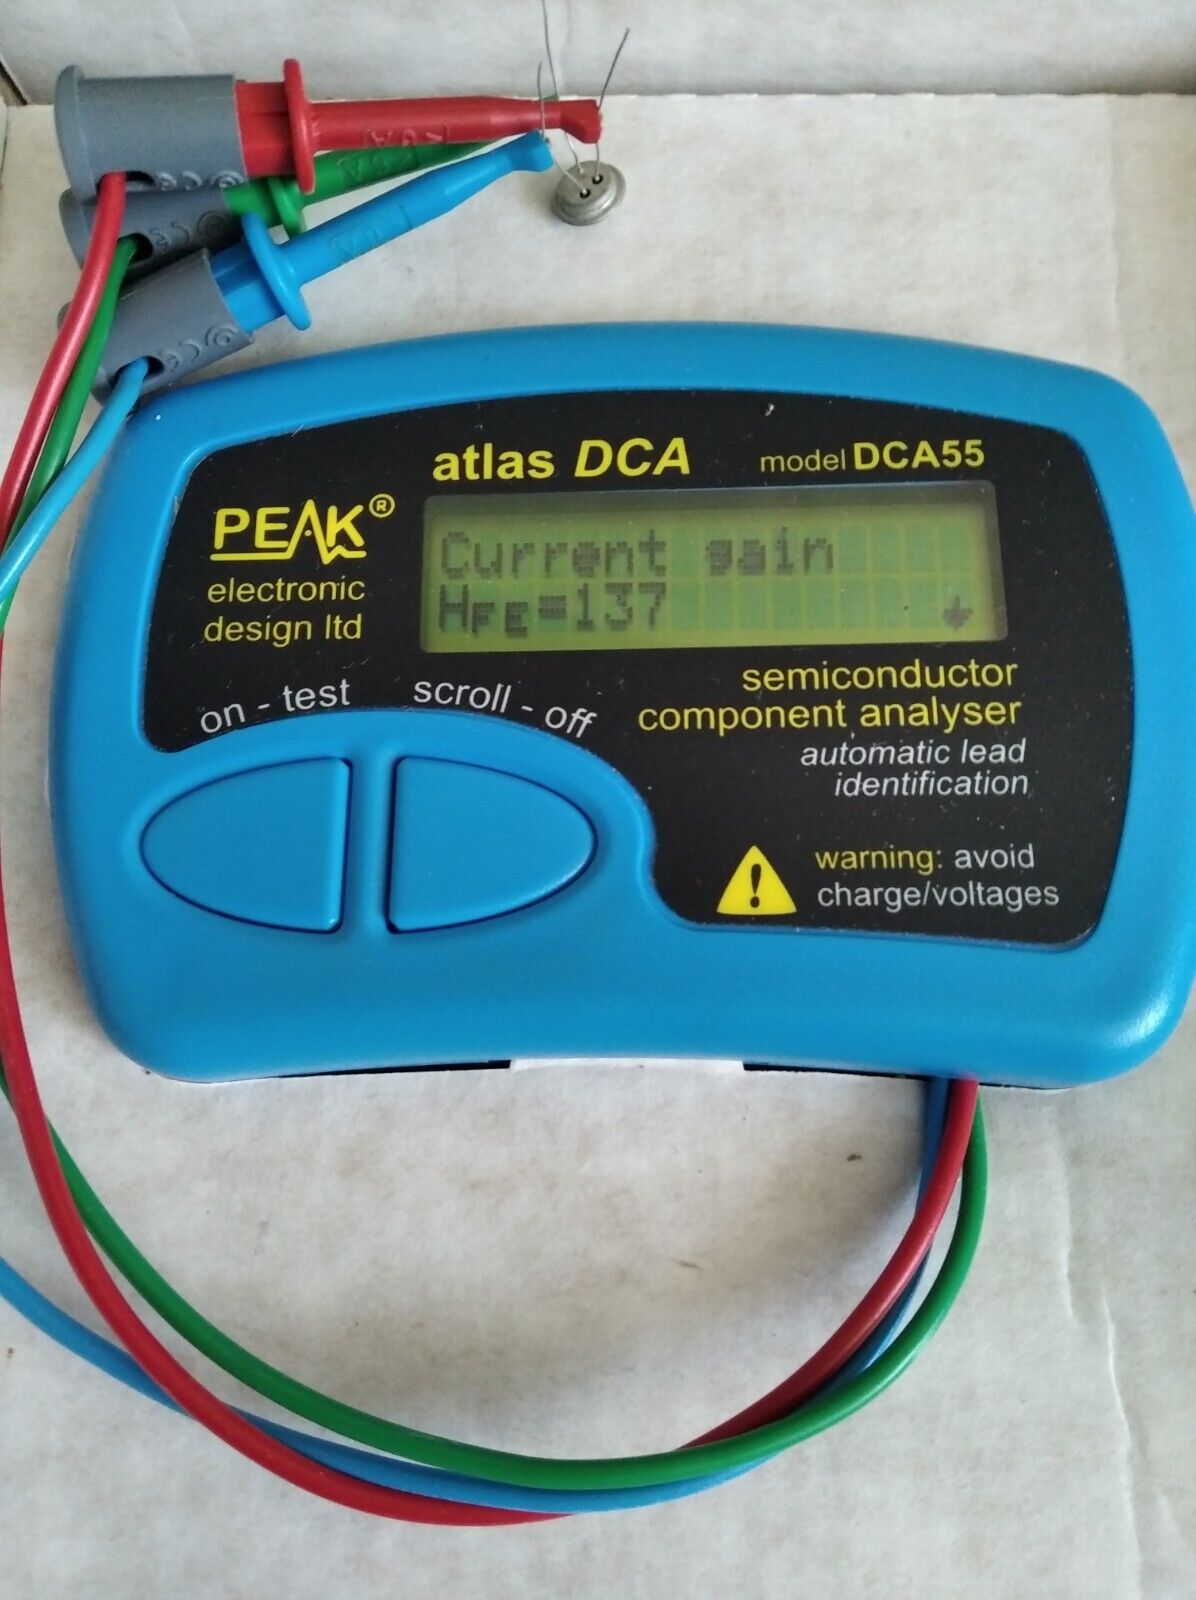 atlas DCA model DCA55
PEAK®
electronic
design ltd
Current gain
HFE=137
on - test
scroll - off
semiconductor
component analyser
automatic lead
identification
warning: avoid
charge/voltages